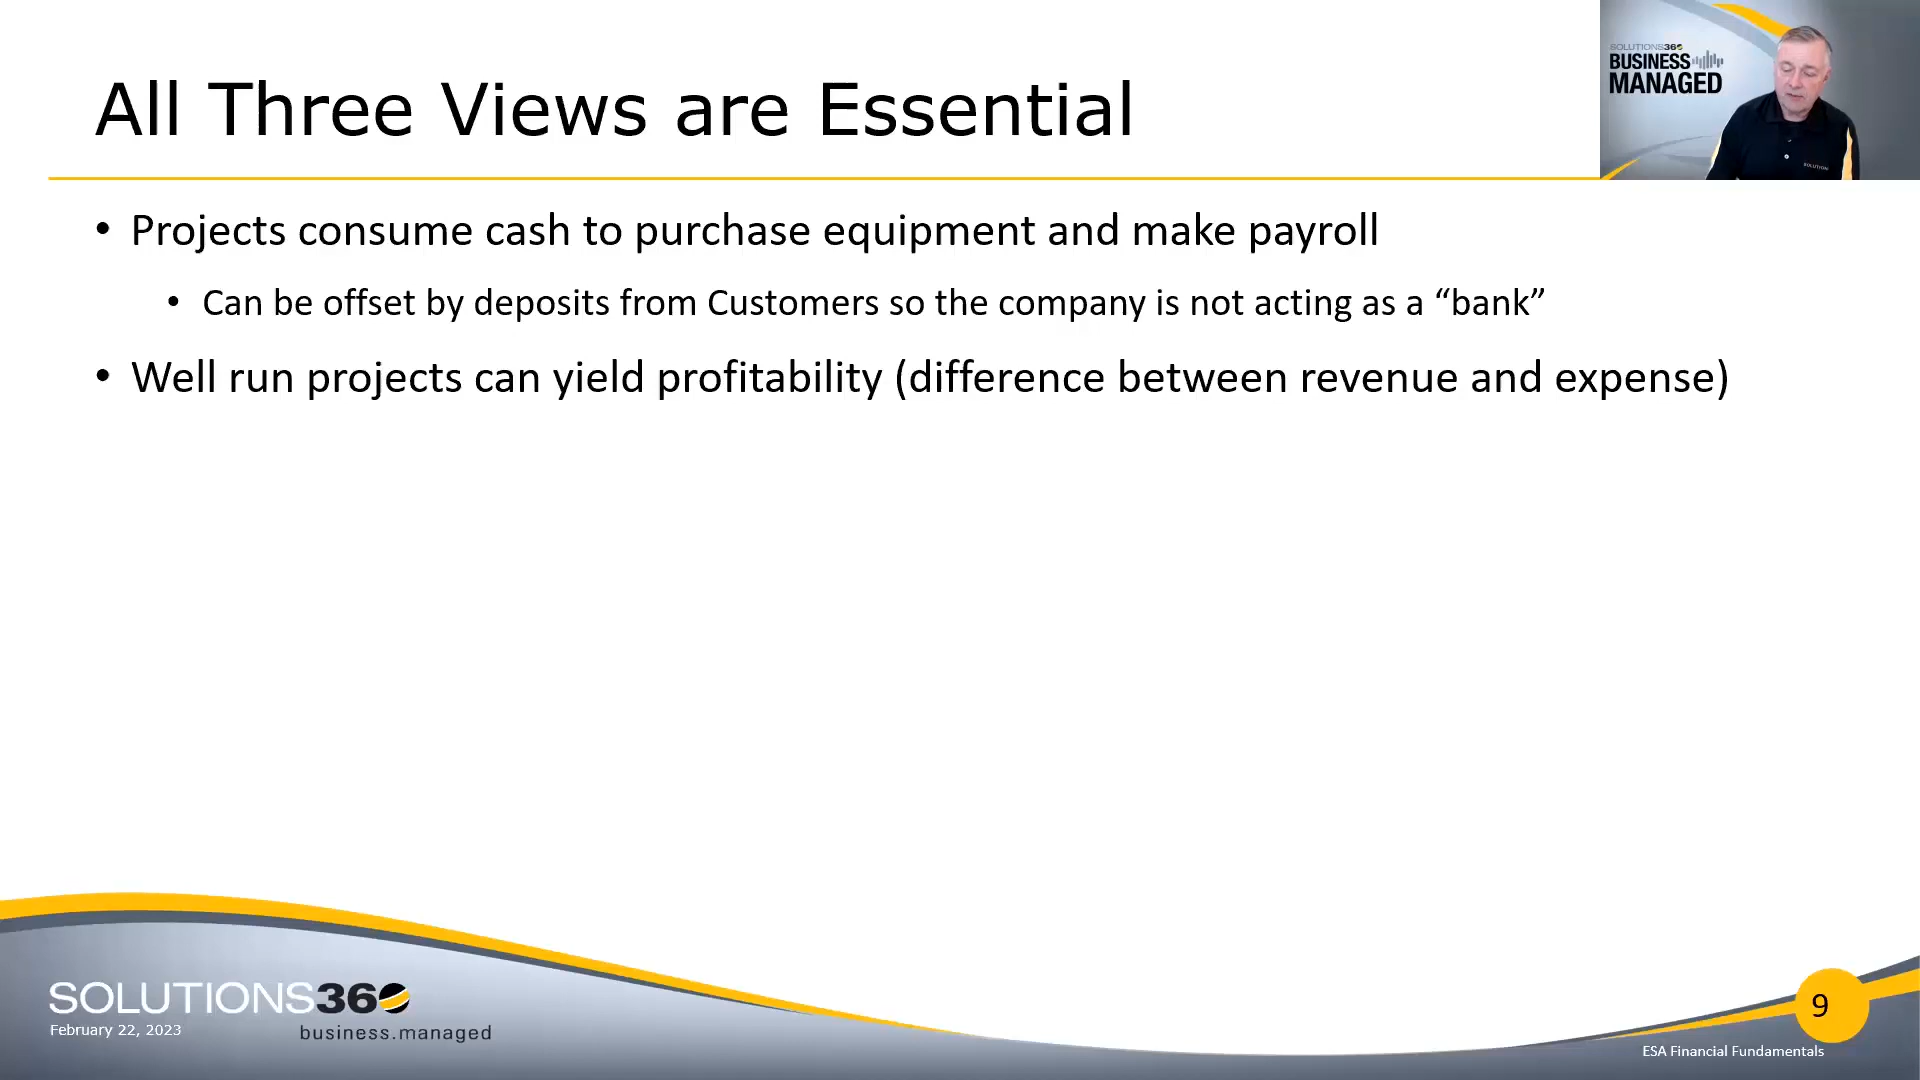 All Three Views are Essential
SOLUTIONS360
BUSINESS
MANAGED
SOLUTIONS
• Projects consume cash to purchase equipment and make payroll
• Can be offset by deposits from Customers so the company is not acting as a “bank”
• Well run projects can yield profitability (difference between revenue and expense)
SOLUTIONS360
February 22, 2023
business.managed
9
ESA Financial Fundamentals